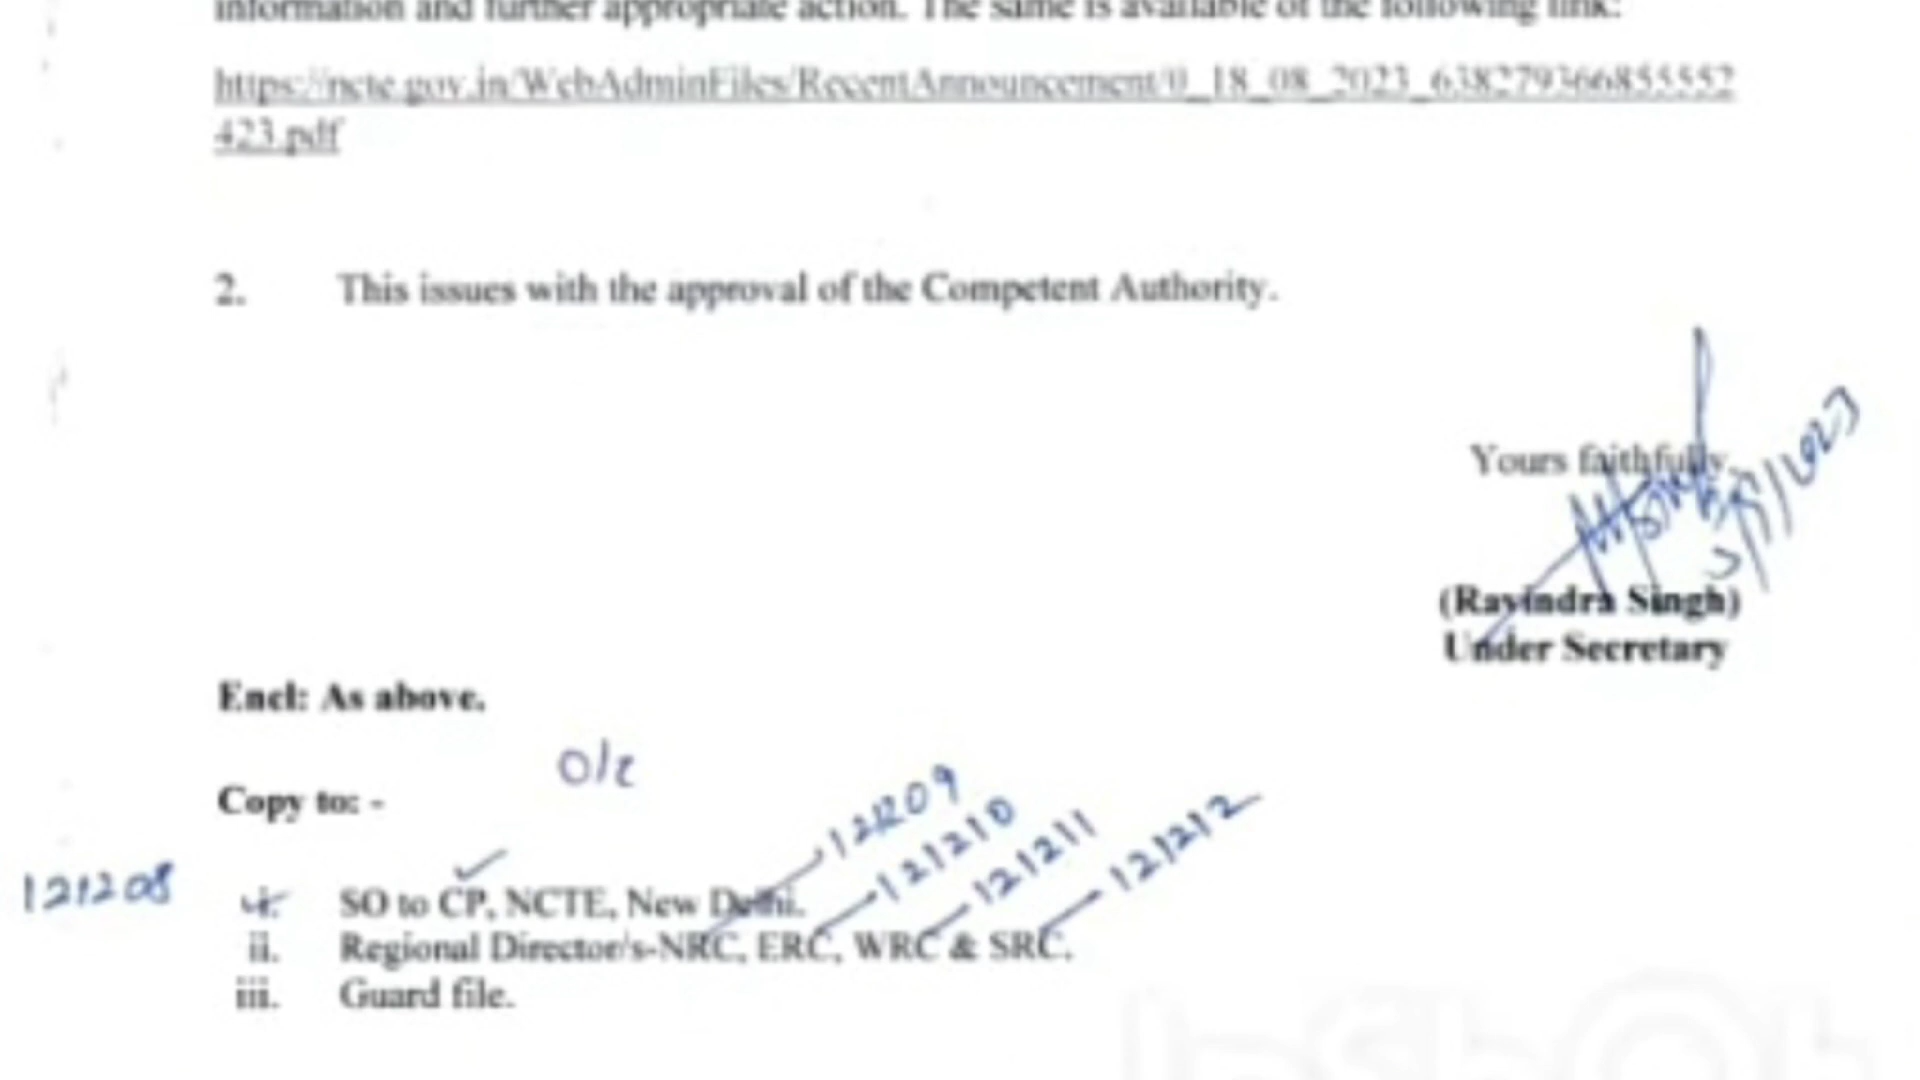 information and further appropriate action. The same is available of the following link:
https://ncte.gov.in/WebAdminFiles/RecentAnnouncement/0_18_08_2023_638279366855552
423.pdf
2. This issues with the approval of the Competent Authority.
Yours faithfully,
(Ravindra Singh)
Under Secretary
Encl: As above.
O/c
Copy to: -
121209
121210
121211
121212
121208
i. SO to CP, NCTE, New Delhi.
ii. Regional Director's-NRC, ERC, WRC & SRC.
iii. Guard file.